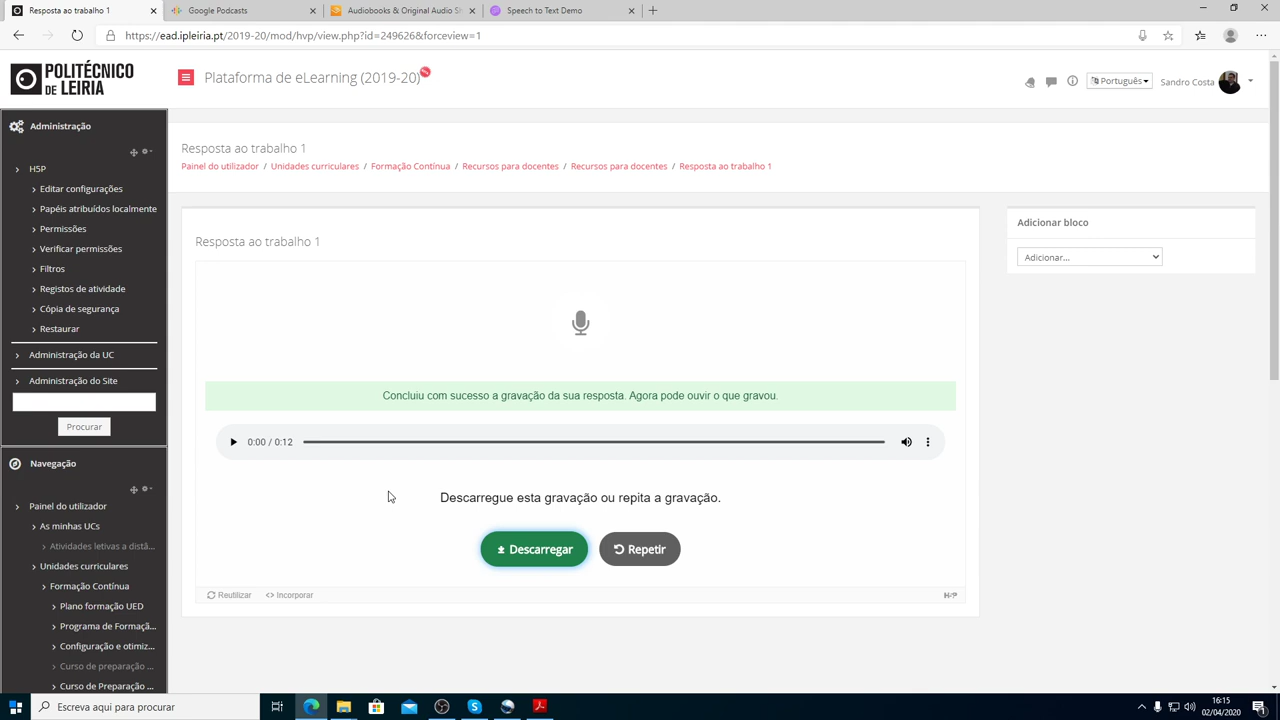 Resposta ao trabalho 1
Google Podcasts
Audiobooks & Original Audio Sh
Speech to Text Demo
https://ead.ipleiria.pt/2019-20/mod/hvp/view.php?id=249626&forceview=1
POLITÉCNICO
DE LEIRIA
Plataforma de eLearning (2019-20)
Português
Sandro Costa
Administração
H5P
Editar configurações
Papéis atribuídos localmente
Permissões
Verificar permissões
Filtros
Registos de atividade
Cópia de segurança
Restaurar
Administração da UC
Administração do Site
Procurar
Navegação
Painel do utilizador
As minhas UCs
Atividades letivas a distâ...
Unidades curriculares
Formação Contínua
Plano formação UED
Programa de Formaçã...
Configuração e otimiz...
Curso de preparação ...
Curso de Preparação ...
Resposta ao trabalho 1
Painel do utilizador / Unidades curriculares / Formação Contínua / Recursos para docentes / Recursos para docentes / Resposta ao trabalho 1
Resposta ao trabalho 1
Concluiu com sucesso a gravação da sua resposta. Agora pode ouvir o que gravou.
0:00 / 0:12
Descarregue esta gravação ou repita a gravação.
Descarregar
Repetir
Reutilizar
<> Incorporar
H5P
Adicionar bloco
Adicionar...
Escreva aqui para procurar
16:15
02/04/2020